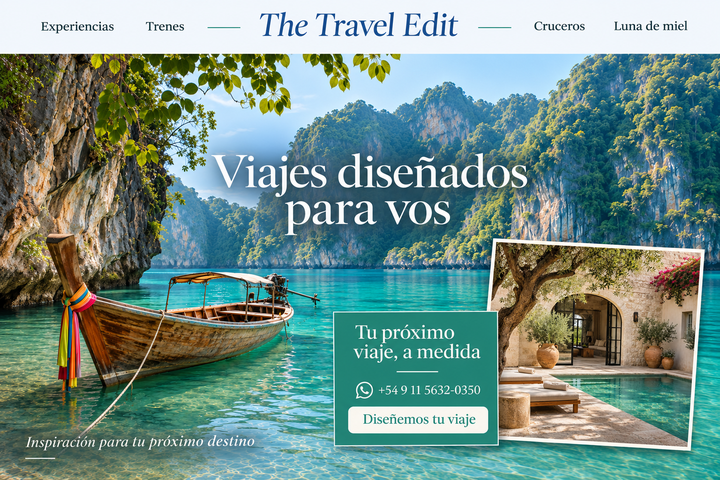 Experiencias
Trenes
The Travel Edit
Cruceros
Luna de miel
Viajes diseñados
para vos
Tu próximo
viaje, a medida
+54 9 11 5632-0350
Diseñemos tu viaje
Inspiración para tu próximo destino